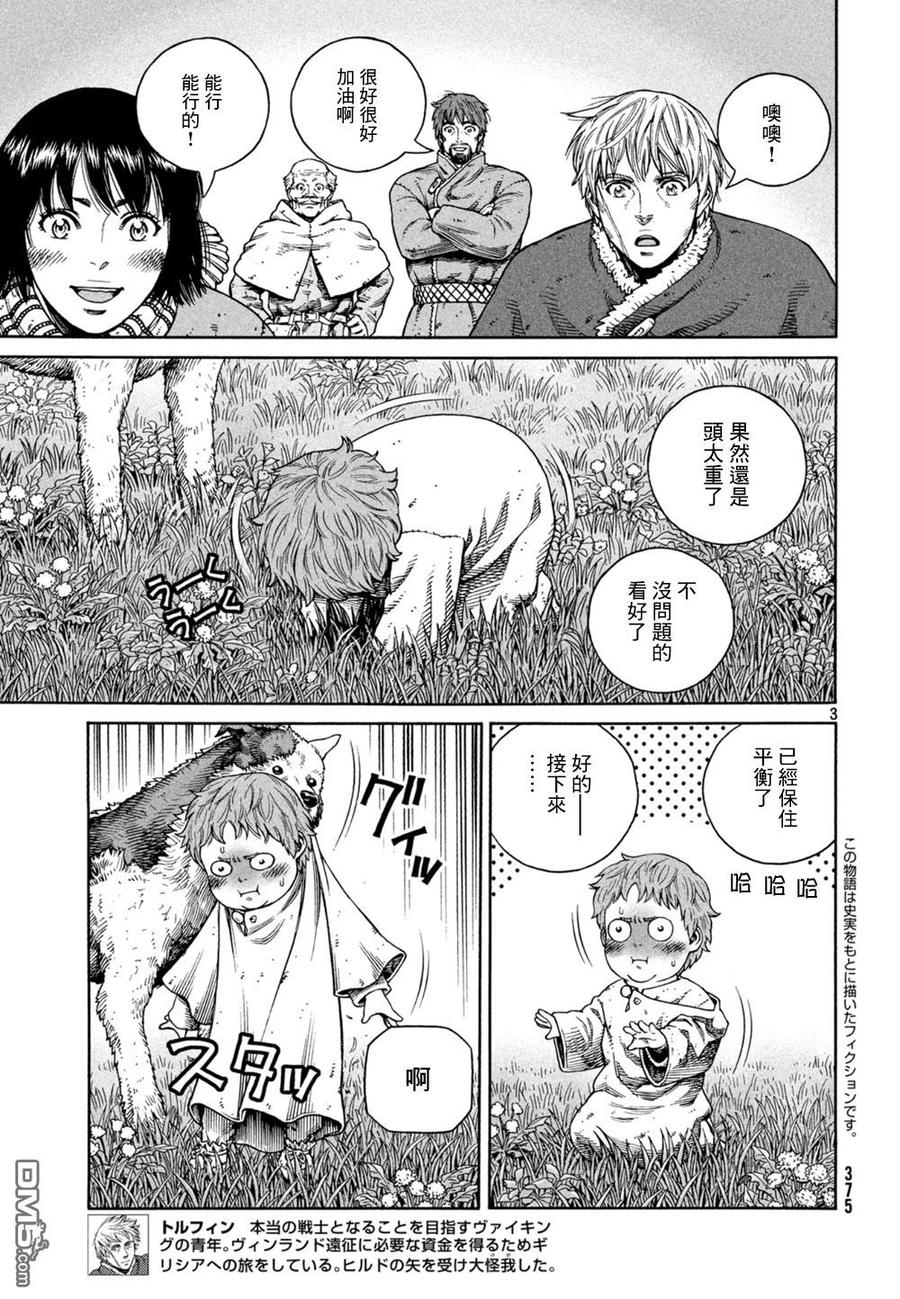 噢噢！
很好很好
加油啊
能行
能行的！
果然還是
頭太重了
不
沒問題的
看好了
うーく
うーく
3
已經保住
平衡了
好的——
接下來
……
哈哈哈
グイッ
スタッ
啊
この物語は史実をもとに描いたフィクションです。
375
トルフィン　本当の戦士となることを目指すヴァイキン
グの青年。ヴィンランド遠征に必要な資金を得るためギ
リシアへの旅をしている。ヒルドの矢を受け大怪我した。
DM5.com